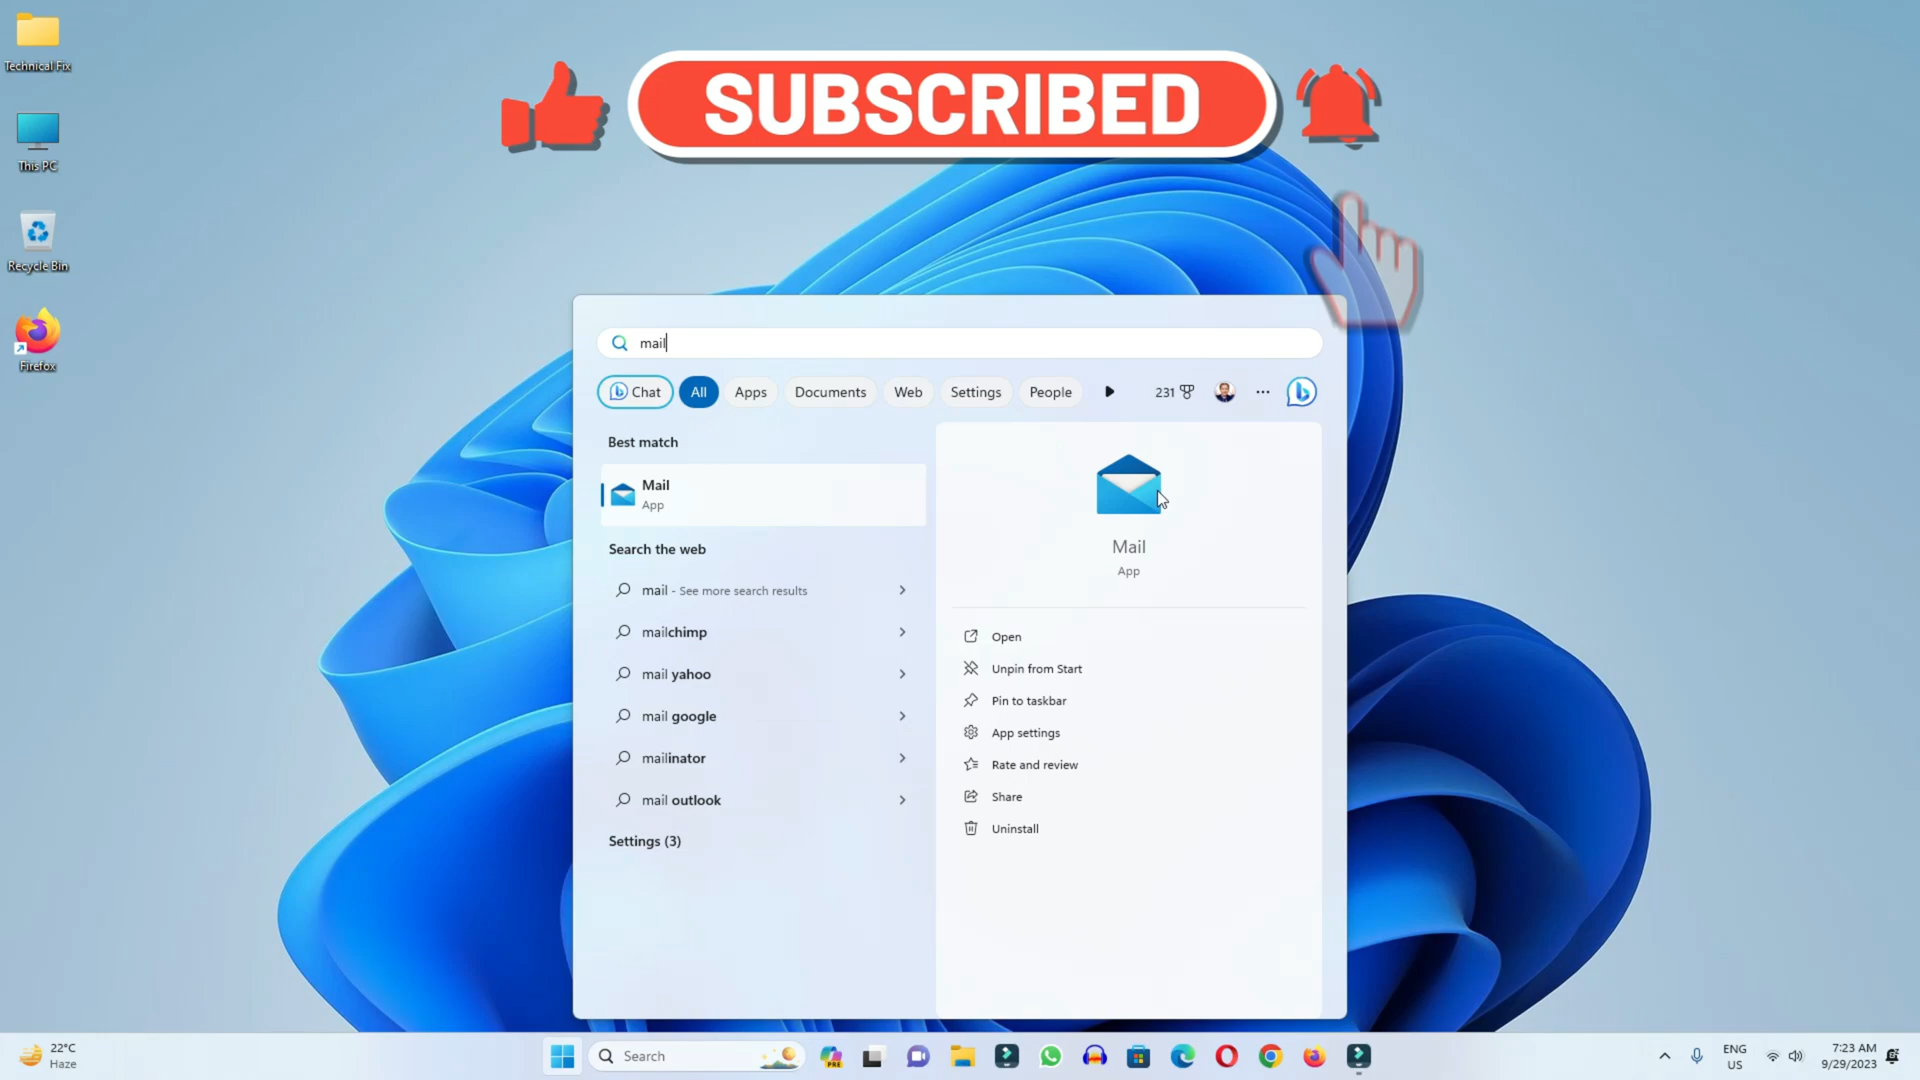 Technical Fix
This PC
Recycle Bin
Firefox
SUBSCRIBED
mail
Chat
All
Apps
Documents
Web
Settings
People
231
Best match
Mail
App
Search the web
mail - See more search results
mailchimp
mail yahoo
mail google
mailinator
mail outlook
Settings (3)
Mail
App
Open
Unpin from Start
Pin to taskbar
App settings
Rate and review
Share
Uninstall
22°C
Haze
Search
PRE
ENG
US
7:23 AM
9/29/2023